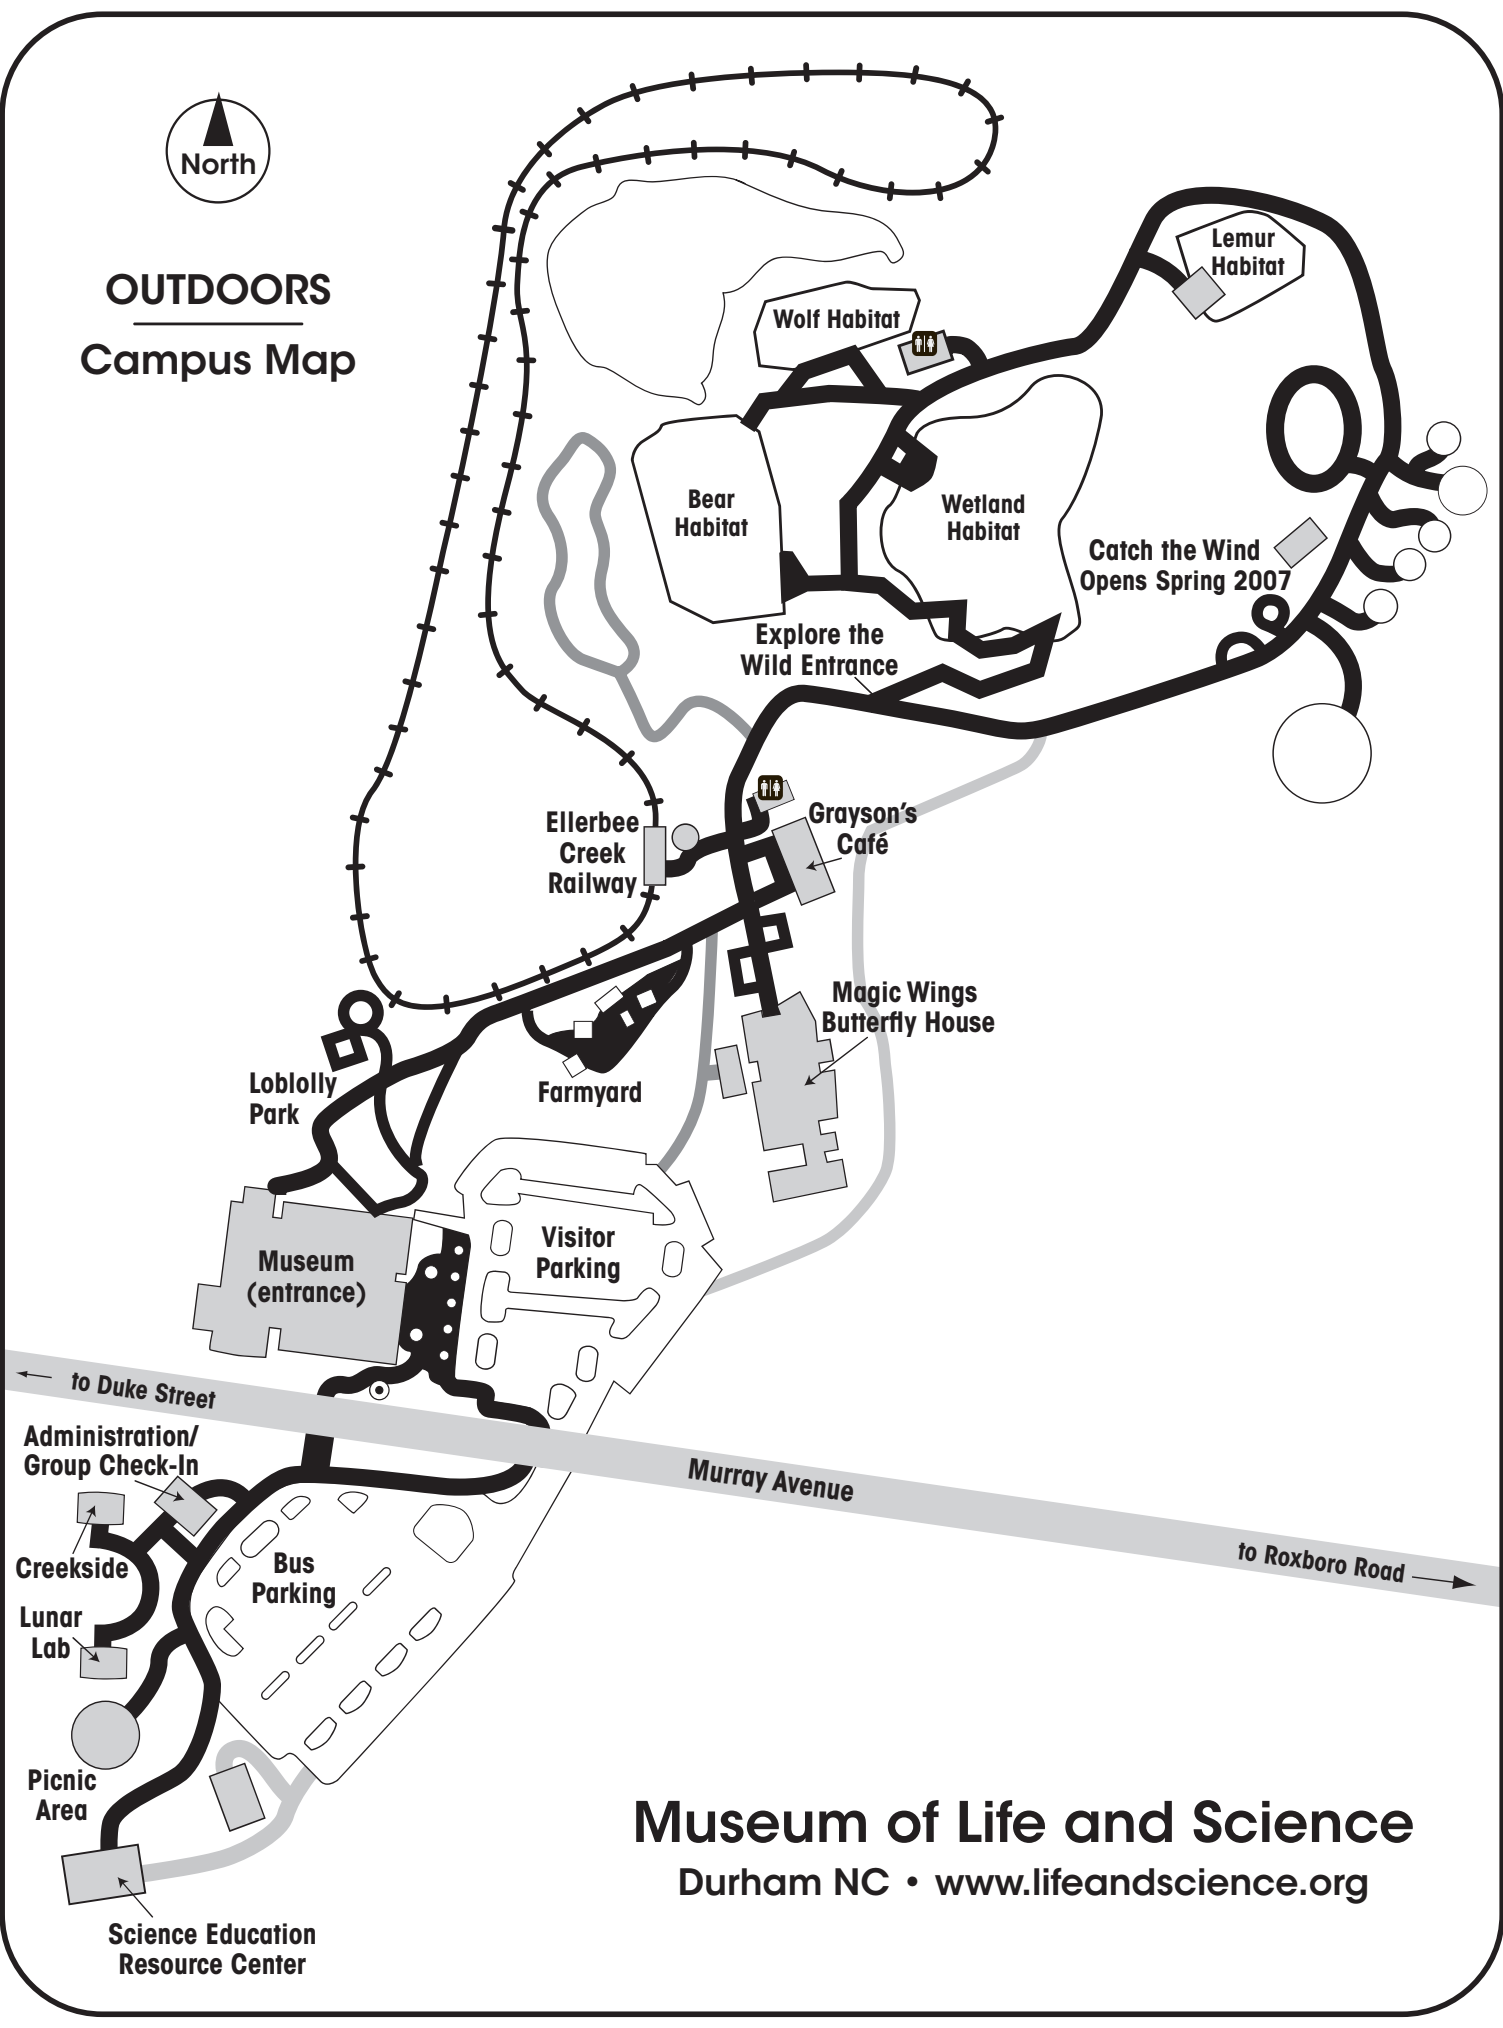 North
OUTDOORS
Campus Map
Lemur
Habitat
Wolf Habitat
Bear
Habitat
Wetland
Habitat
Catch the Wind
Opens Spring 2007
Explore the
Wild Entrance
Grayson's
Café
Ellerbee
Creek
Railway
Magic Wings
Butterfly House
Loblolly
Park
Farmyard
Visitor
Parking
Museum
(entrance)
to Duke Street
Administration/
Group Check-In
Murray Avenue
to Roxboro Road
Creekside
Bus
Parking
Lunar
Lab
Picnic
Area
Museum of Life and Science
Durham NC • www.lifeandscience.org
Science Education
Resource Center